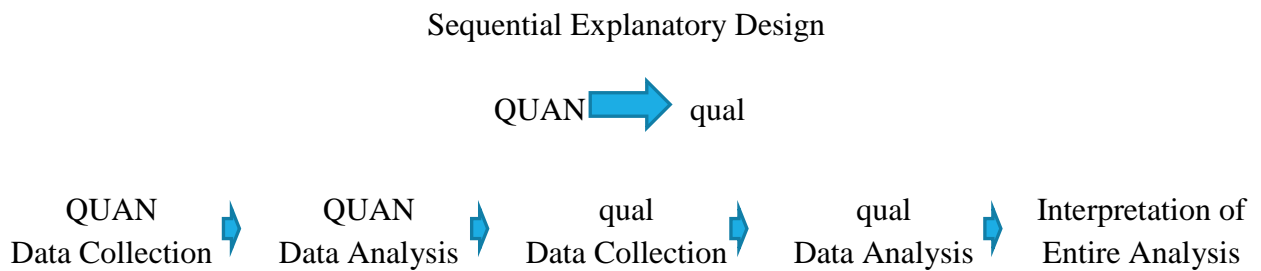 Sequential Explanatory Design
QUAN qual
QUAN QUAN qual qual Interpretation of
Data Collection Data Analysis Data Collection Data Analysis Entire Analysis